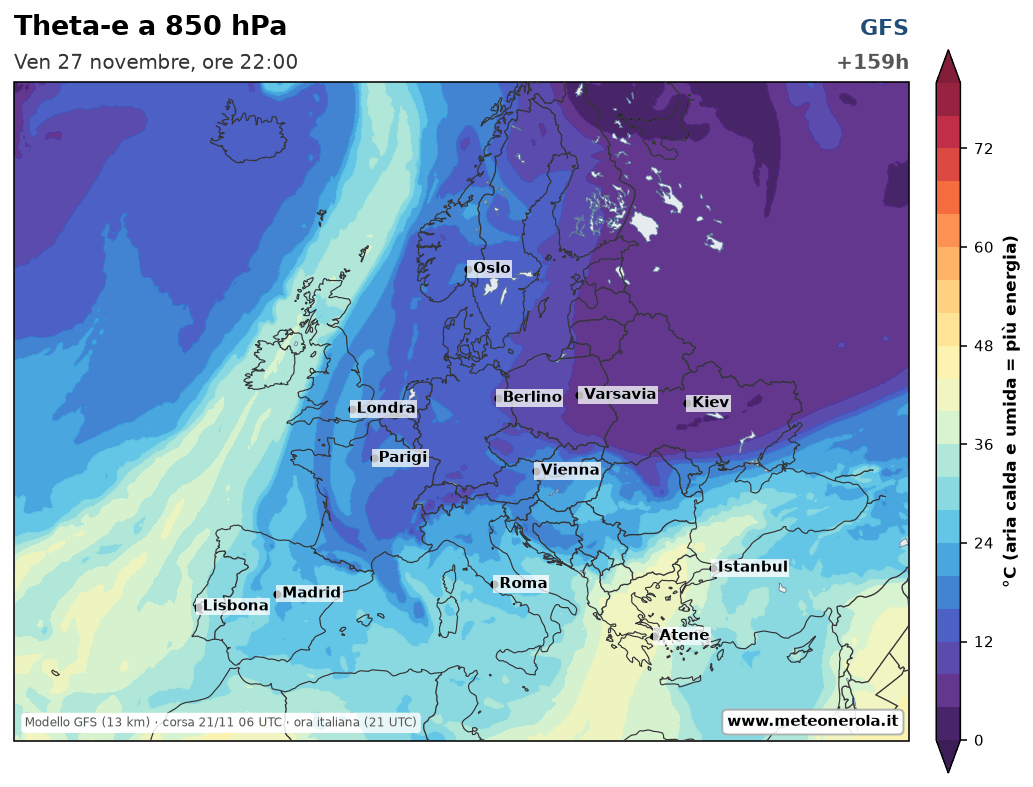 Theta-e a 850 hPa
GFS
Ven 27 novembre, ore 22:00
+159h
72
60
48
36
24
12
0
°C (aria calda e umida = più energia)
Oslo
Londra
Berlino
Varsavia
Kiev
Parigi
Vienna
Istanbul
Roma
Madrid
Lisbona
Atene
Modello GFS (13 km) · corsa 21/11 06 UTC · ora italiana (21 UTC)
www.meteonerola.it